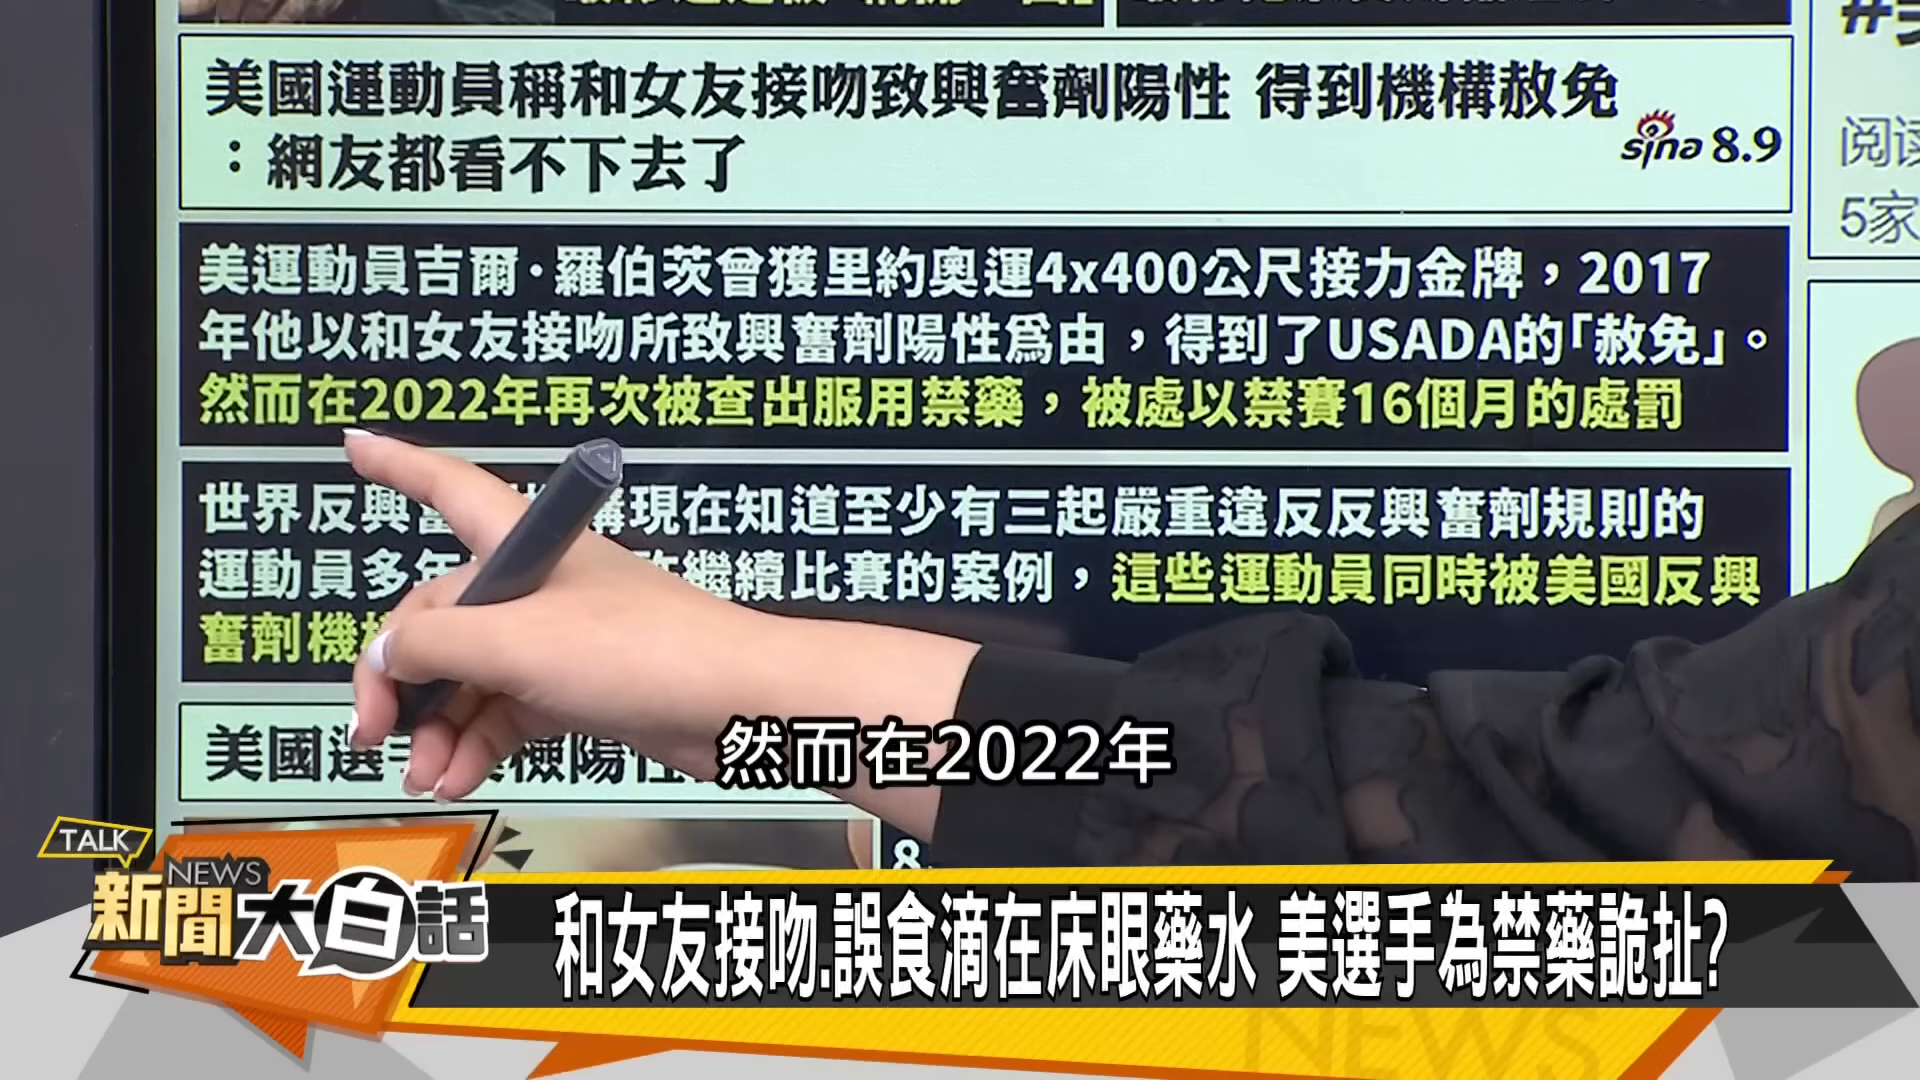 #
美國運動員稱和女友接吻致興奮劑陽性 得到機構赦免
：網友都看不下去了
sina 8.9
阅读
5家
美運動員吉爾·羅伯茨曾獲里約奧運4x400公尺接力金牌，2017
年他以和女友接吻所致興奮劑陽性為由，得到了USADA的「赦免」。
然而在2022年再次被查出服用禁藥，被處以禁賽16個月的處罰
世界反興奮 構現在知道至少有三起嚴重違反反興奮劑規則的
運動員多年 許繼續比賽的案例，這些運動員同時被美國反興
奮劑機構
美國選手 檢陽性
8.
然而在2022年
TALK
NEWS
新聞大白話
和女友接吻.誤食滴在床眼藥水 美選手為禁藥詭扯?
NEWS